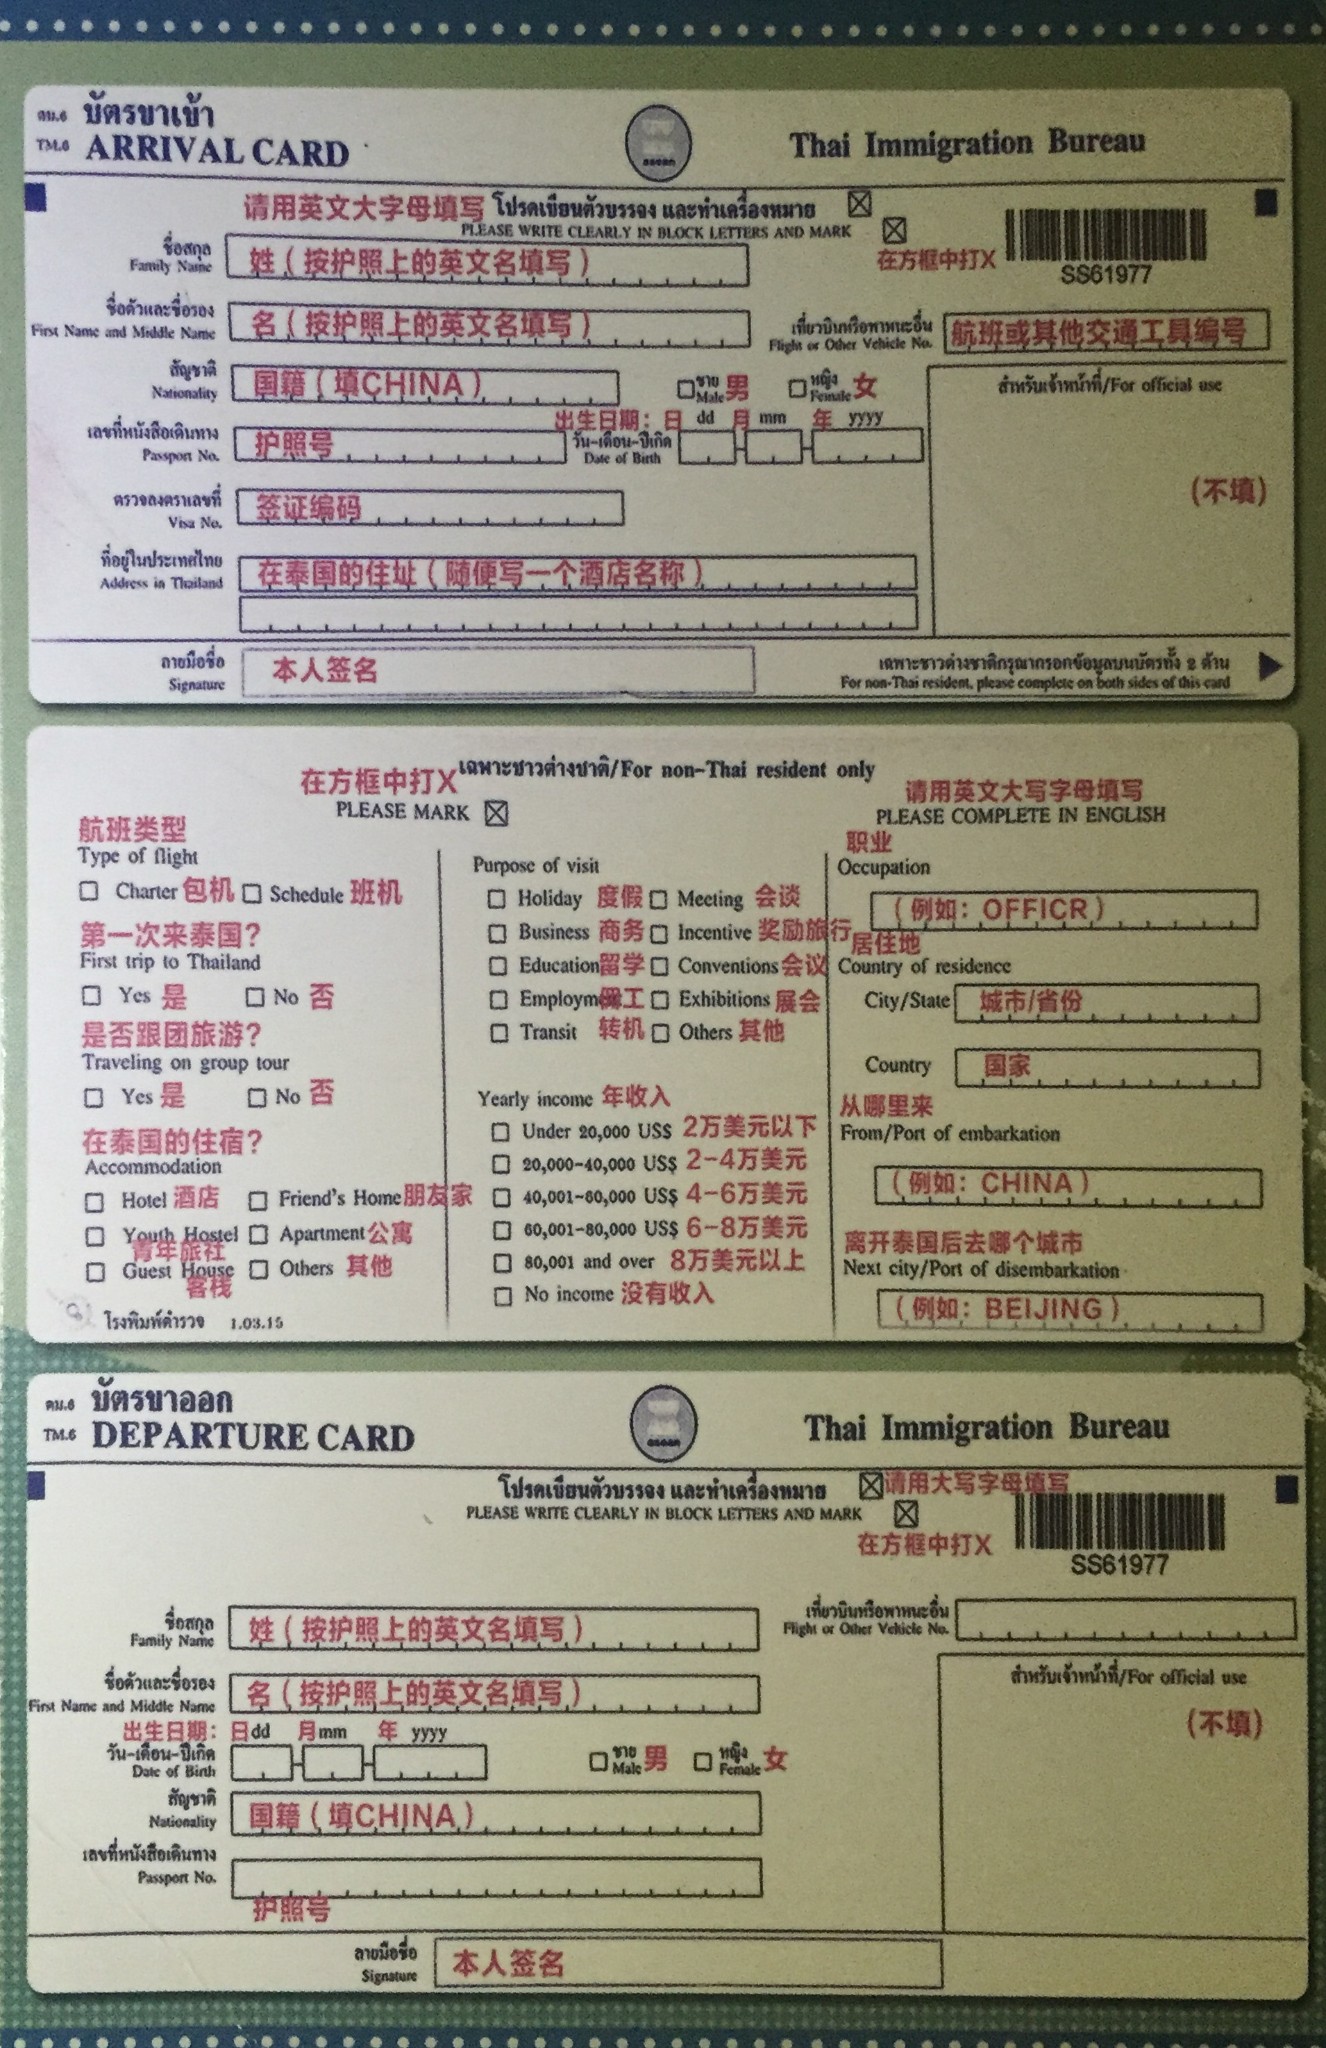 ตม.6 บัตรขาเข้า
TM.6 ARRIVAL CARD
asean
Thai Immigration Bureau
请用英文大字母填写 โปรดเขียนตัวบรรจง และทำเครื่องหมาย
PLEASE WRITE CLEARLY IN BLOCK LETTERS AND MARK
在方框中打X
SS61977
ชื่อสกุล
Family Name
姓(按护照上的英文名填写)
ชื่อตัวและชื่อรอง
First Name and Middle Name
名(按护照上的英文名填写)
เที่ยวบินหรือพาหนะอื่น
Flight or Other Vehicle No.
航班或其他交通工具编号
สัญชาติ
Nationality
国籍(填CHINA)
ชาย
Male 男
หญิง
Female 女
สำหรับเจ้าหน้าที่/For official use
(不填)
เลขที่หนังสือเดินทาง
Passport No.
护照号
出生日期: 日 dd 月 mm 年 yyyy
วัน-เดือน-ปีเกิด
Date of Birth
ตรวจลงตราเลขที่
Visa No.
签证编码
ที่อยู่ในประเทศไทย
Address in Thailand
在泰国的住址(随便写一个酒店名称)
ลายมือชื่อ
Signature
本人签名
เฉพาะชาวต่างชาติกรุณากรอกข้อมูลบนบัตรทั้ง 2 ด้าน
For non-Thai resident, please complete on both sides of this card
เฉพาะชาวต่างชาติ/For non-Thai resident only
在方框中打X
PLEASE MARK
请用英文大写字母填写
PLEASE COMPLETE IN ENGLISH
航班类型
Type of flight
Charter 包机 Schedule 班机
第一次来泰国?
First trip to Thailand
Yes 是 No 否
是否跟团旅游?
Traveling on group tour
Yes 是 No 否
在泰国的住宿?
Accommodation
Hotel 酒店 Friend's Home 朋友家
Youth Hostel Apartment 公寓
青年旅社
Guest House Others 其他
客栈
โรงพิมพ์ตำรวจ 1.03.15
Purpose of visit
Holiday 度假 Meeting 会谈
Business 商务 Incentive 奖励旅行
Education 留学 Conventions 会议
Employm 工 Exhibitions 展会
Transit 转机 Others 其他
Yearly income 年收入
Under 20,000 US$ 2万美元以下
20,000-40,000 US$ 2-4万美元
40,001-60,000 US$ 4-6万美元
60,001-80,000 US$ 6-8万美元
80,001 and over 8万美元以上
No income 没有收入
职业
Occupation
(例如: OFFICR)
居住地
Country of residence
City/State 城市/省份
Country 国家
从哪里来
From/Port of embarkation
(例如: CHINA)
离开泰国后去哪个城市
Next city/Port of disembarkation
(例如: BEIJING)
ตม.6 บัตรขาออก
TM.6 DEPARTURE CARD
asean
Thai Immigration Bureau
โปรดเขียนตัวบรรจง และทำเครื่องหมาย 请用大写字母填写
PLEASE WRITE CLEARLY IN BLOCK LETTERS AND MARK
在方框中打X
SS61977
ชื่อสกุล
Family Name
姓(按护照上的英文名填写)
เที่ยวบินหรือพาหนะอื่น
Flight or Other Vehicle No.
ชื่อตัวและชื่อรอง
First Name and Middle Name
名(按护照上的英文名填写)
สำหรับเจ้าหน้าที่/For official use
(不填)
出生日期: 日dd 月mm 年 yyyy
วัน-เดือน-ปีเกิด
Date of Birth
ชาย
Male 男
หญิง
Female 女
สัญชาติ
Nationality
国籍(填CHINA)
เลขที่หนังสือเดินทาง
Passport No.
护照号
ลายมือชื่อ
Signature
本人签名